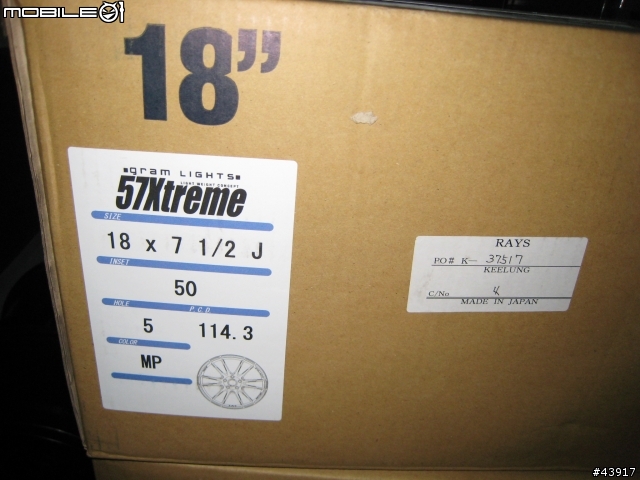 MOBILE01
18”
gram LIGHTS
LIGHT WEIGHT CONCEPT
57Xtreme
SIZE
18 x 7 1/2 J
INSET
50
HOLE P.C.D.
5 114.3
COLOR
MP
RAYS
PO# K— 37517
KEELUNG
C/No 4
MADE IN JAPAN
#43917